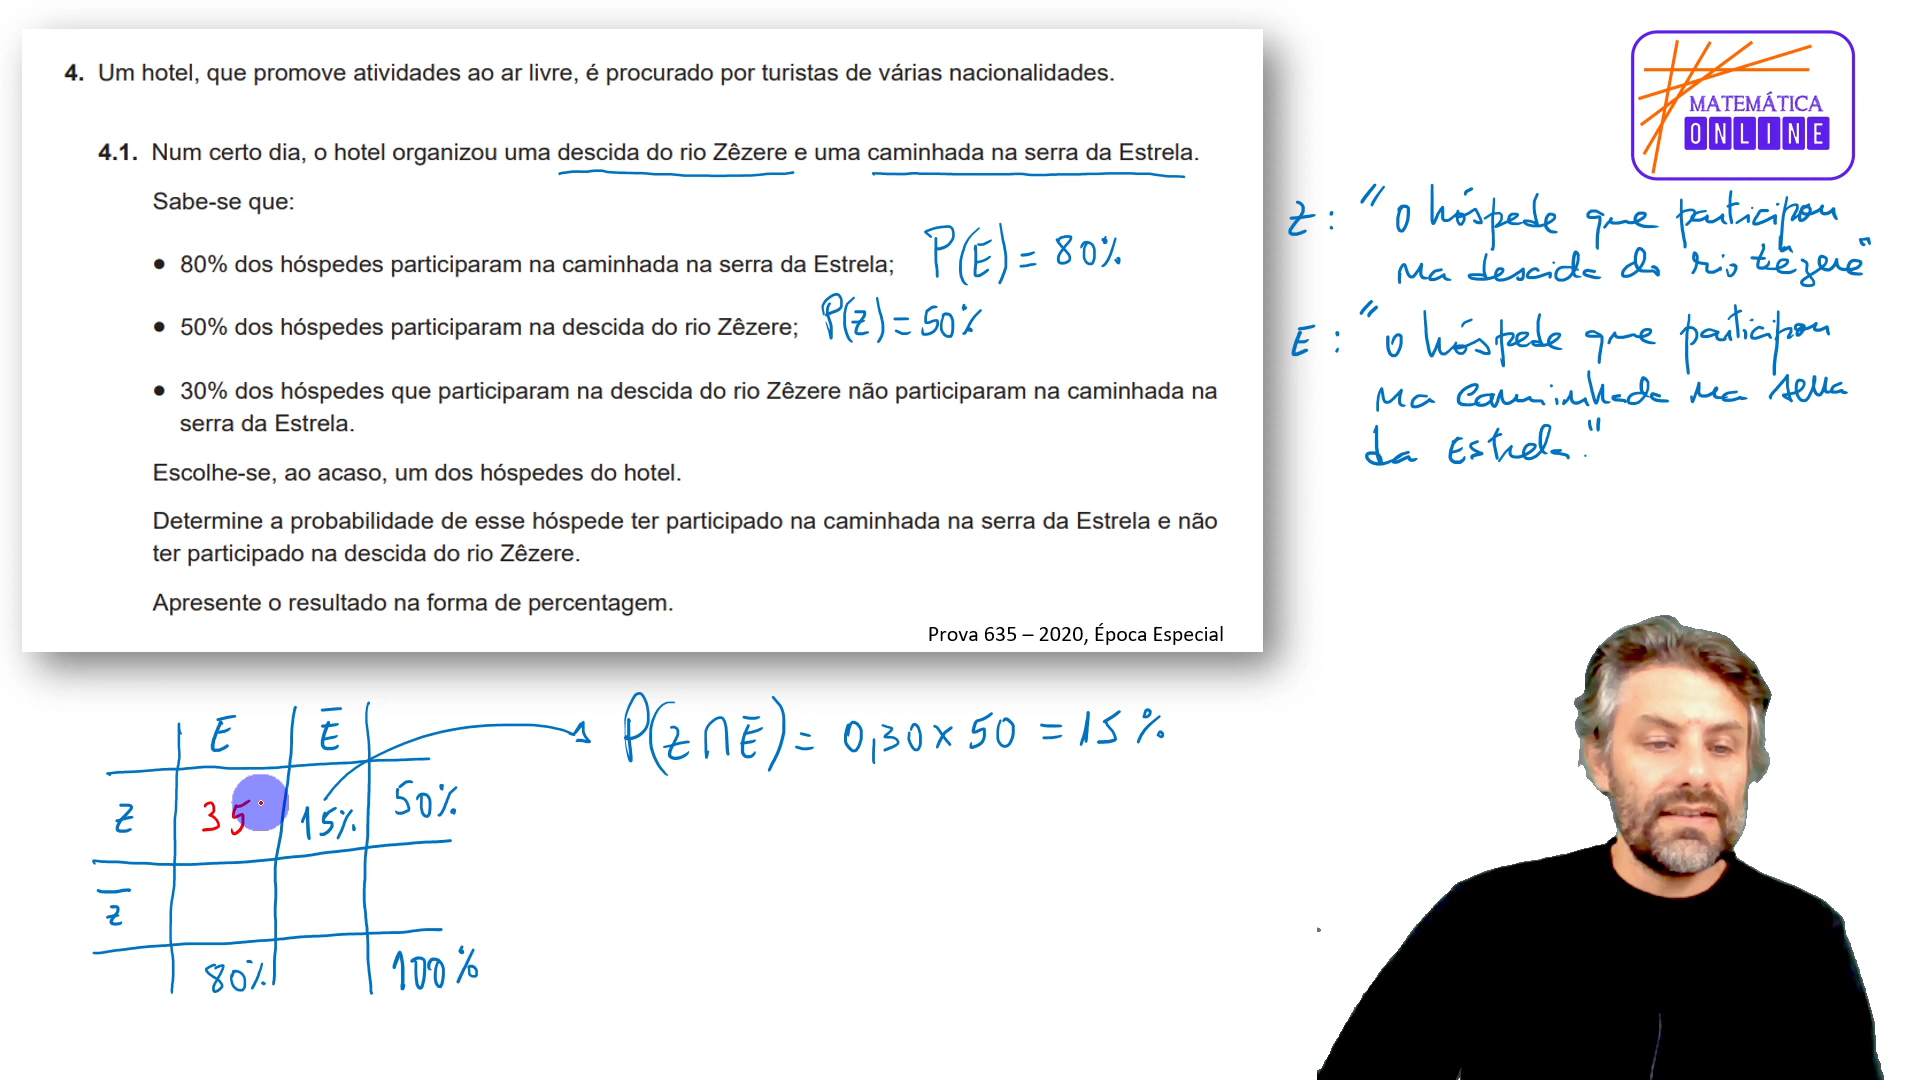 4. Um hotel, que promove atividades ao ar livre, é procurado por turistas de várias nacionalidades.
4.1. Num certo dia, o hotel organizou uma descida do rio Zêzere e uma caminhada na serra da Estrela.
Sabe-se que:
• 80% dos hóspedes participaram na caminhada na serra da Estrela;
P(E) = 80%
• 50% dos hóspedes participaram na descida do rio Zêzere;
P(Z) = 50%
• 30% dos hóspedes que participaram na descida do rio Zêzere não participaram na caminhada na
serra da Estrela.
Escolhe-se, ao acaso, um dos hóspedes do hotel.
Determine a probabilidade de esse hóspede ter participado na caminhada na serra da Estrela e não
ter participado na descida do rio Zêzere.
Apresente o resultado na forma de percentagem.
Prova 635 – 2020, Época Especial
MATEMÁTICA
ONLINE
Z : "O hóspede que participou
na descida do rio Zêzere"
E : "O hóspede que participou
na caminhada na serra
da Estrela."
E E̅
Z 35 15% 50%
Z̅
80% 100%
P(Z ∩ E̅) = 0,30 × 50 = 15%